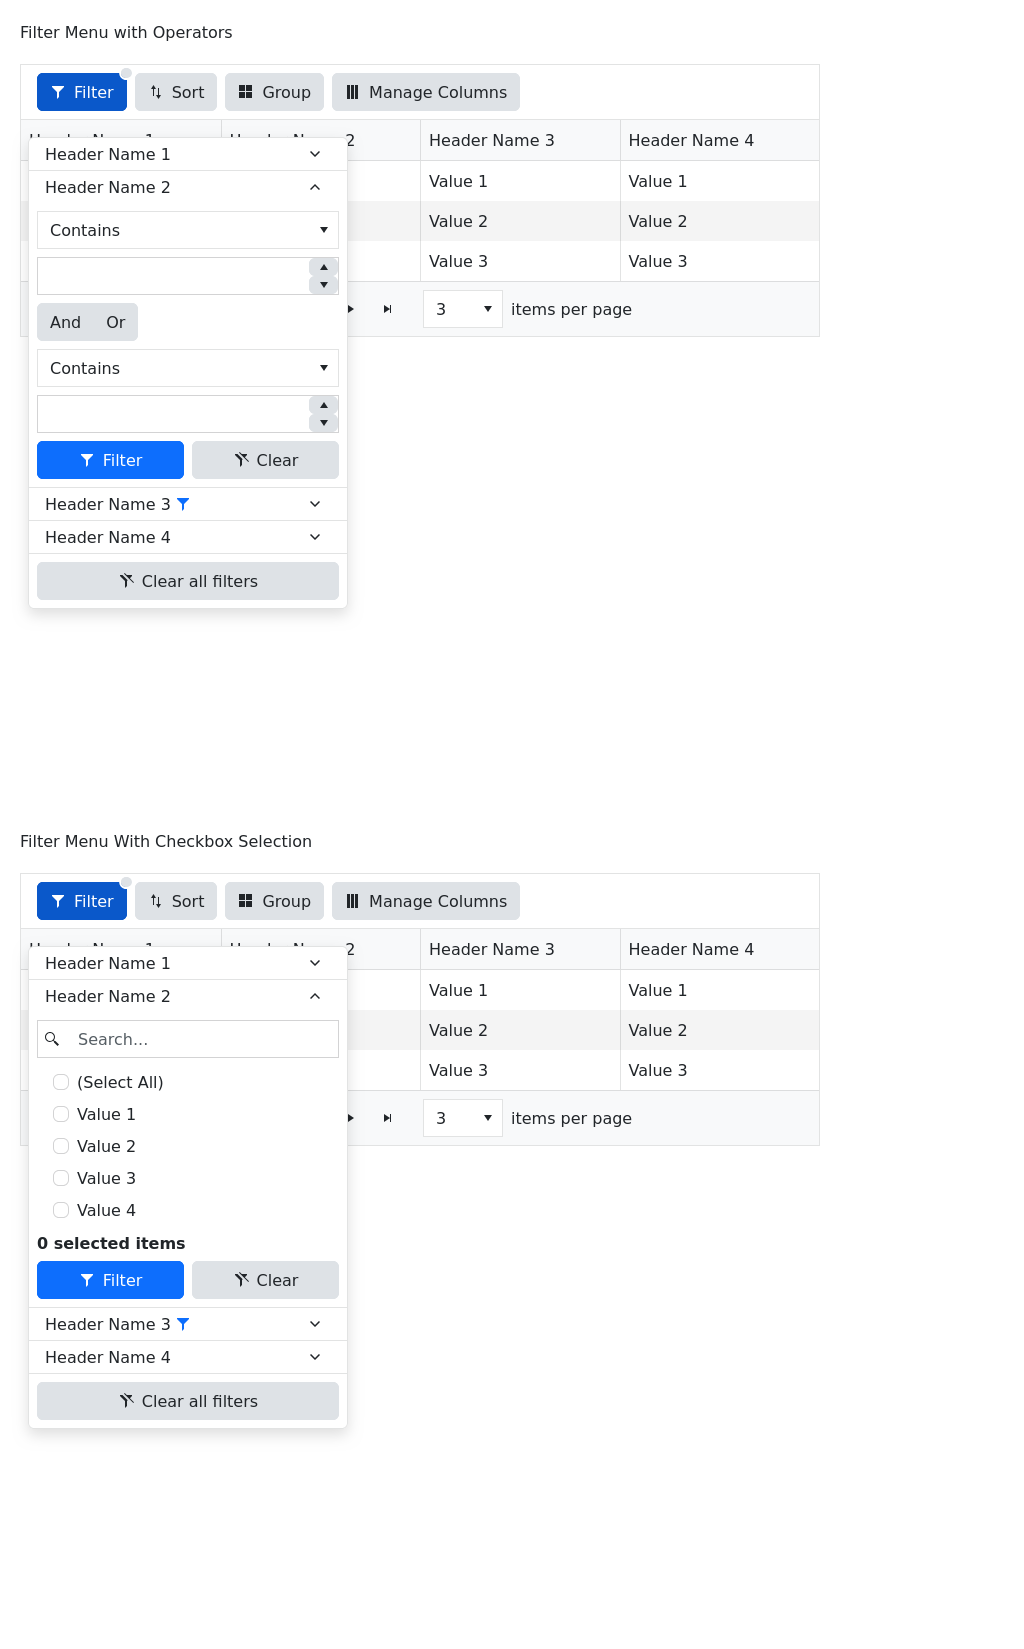 Filter Menu with Operators
Filter Sort Group Manage Columns
2 Header Name 3 Header Name 4
Header Name 1
Value 1 Value 1
Header Name 2
Value 2 Value 2
Contains
Value 3 Value 3
3 items per page
And Or
Contains
Filter Clear
Header Name 3
Header Name 4
Clear all filters
Filter Menu With Checkbox Selection
Filter Sort Group Manage Columns
2 Header Name 3 Header Name 4
Header Name 1
Value 1 Value 1
Header Name 2
Value 2 Value 2
Search...
Value 3 Value 3
(Select All)
Value 1
3 items per page
Value 2
Value 3
Value 4
0 selected items
Filter Clear
Header Name 3
Header Name 4
Clear all filters